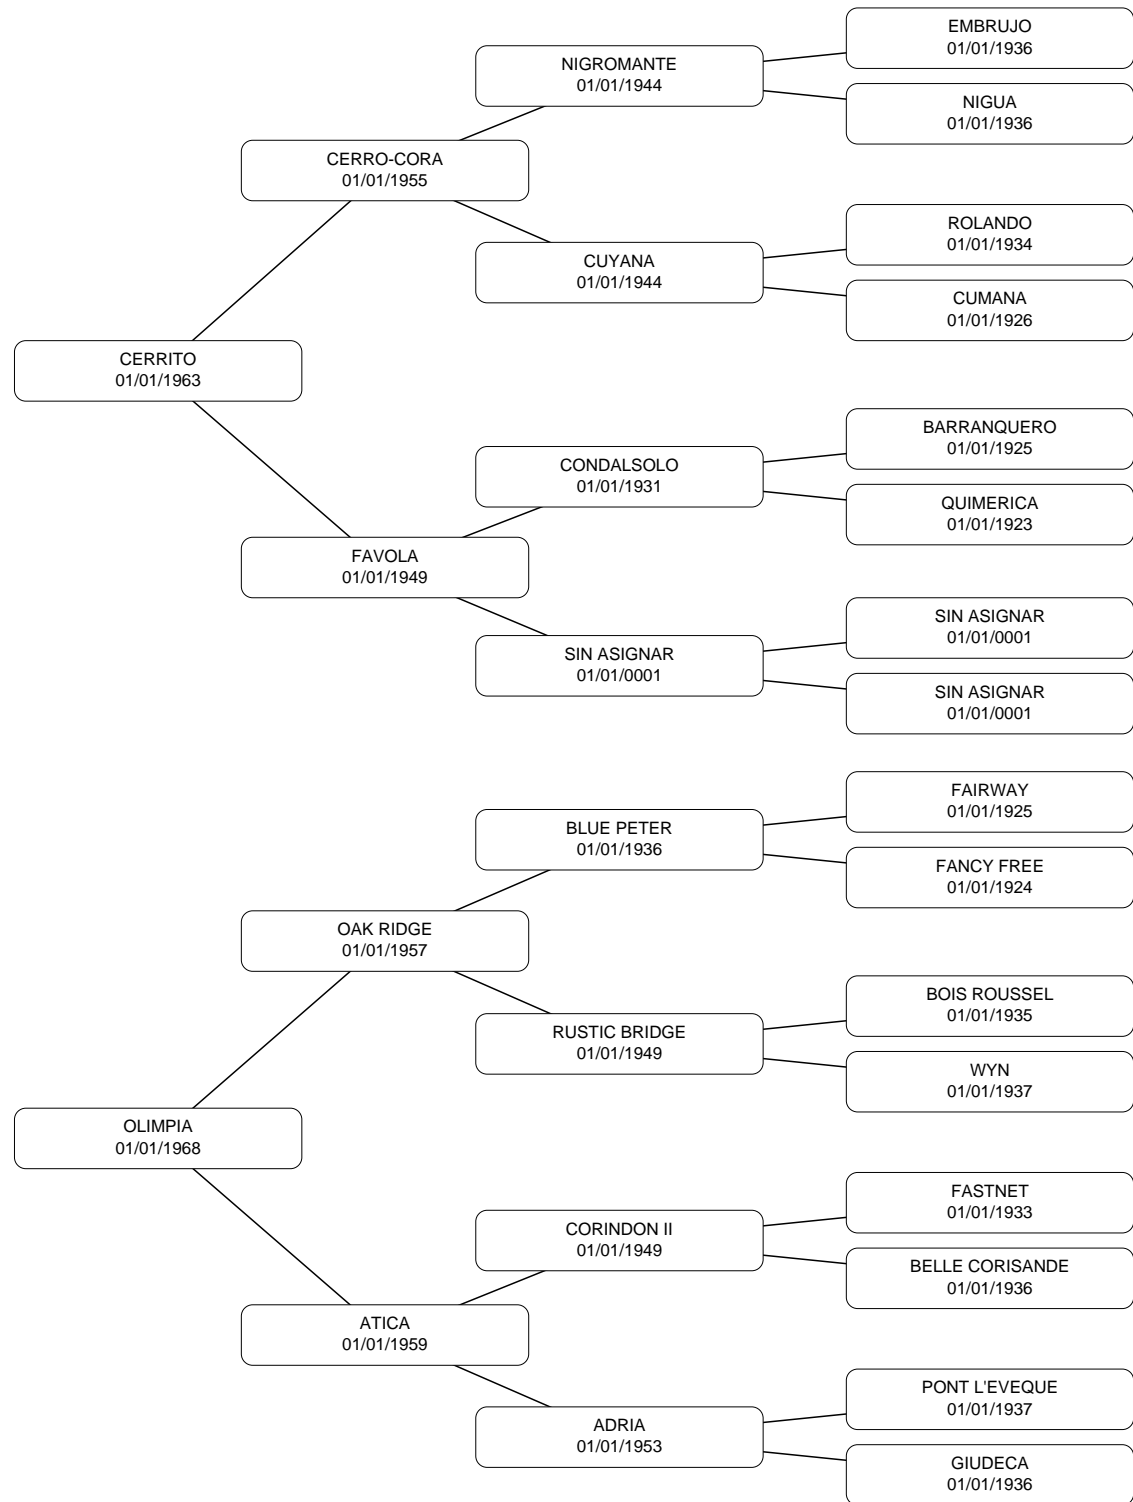 EMBRUJO
01/01/1936
NIGROMANTE
01/01/1944
NIGUA
01/01/1936
CERRO-CORA
01/01/1955
ROLANDO
01/01/1934
CUYANA
01/01/1944
CUMANA
01/01/1926
CERRITO
01/01/1963
BARRANQUERO
01/01/1925
CONDALSOLO
01/01/1931
QUIMERICA
01/01/1923
FAVOLA
01/01/1949
SIN ASIGNAR
01/01/0001
SIN ASIGNAR
01/01/0001
SIN ASIGNAR
01/01/0001
FAIRWAY
01/01/1925
BLUE PETER
01/01/1936
FANCY FREE
01/01/1924
OAK RIDGE
01/01/1957
BOIS ROUSSEL
01/01/1935
RUSTIC BRIDGE
01/01/1949
WYN
01/01/1937
OLIMPIA
01/01/1968
FASTNET
01/01/1933
CORINDON II
01/01/1949
BELLE CORISANDE
01/01/1936
ATICA
01/01/1959
PONT L'EVEQUE
01/01/1937
ADRIA
01/01/1953
GIUDECA
01/01/1936